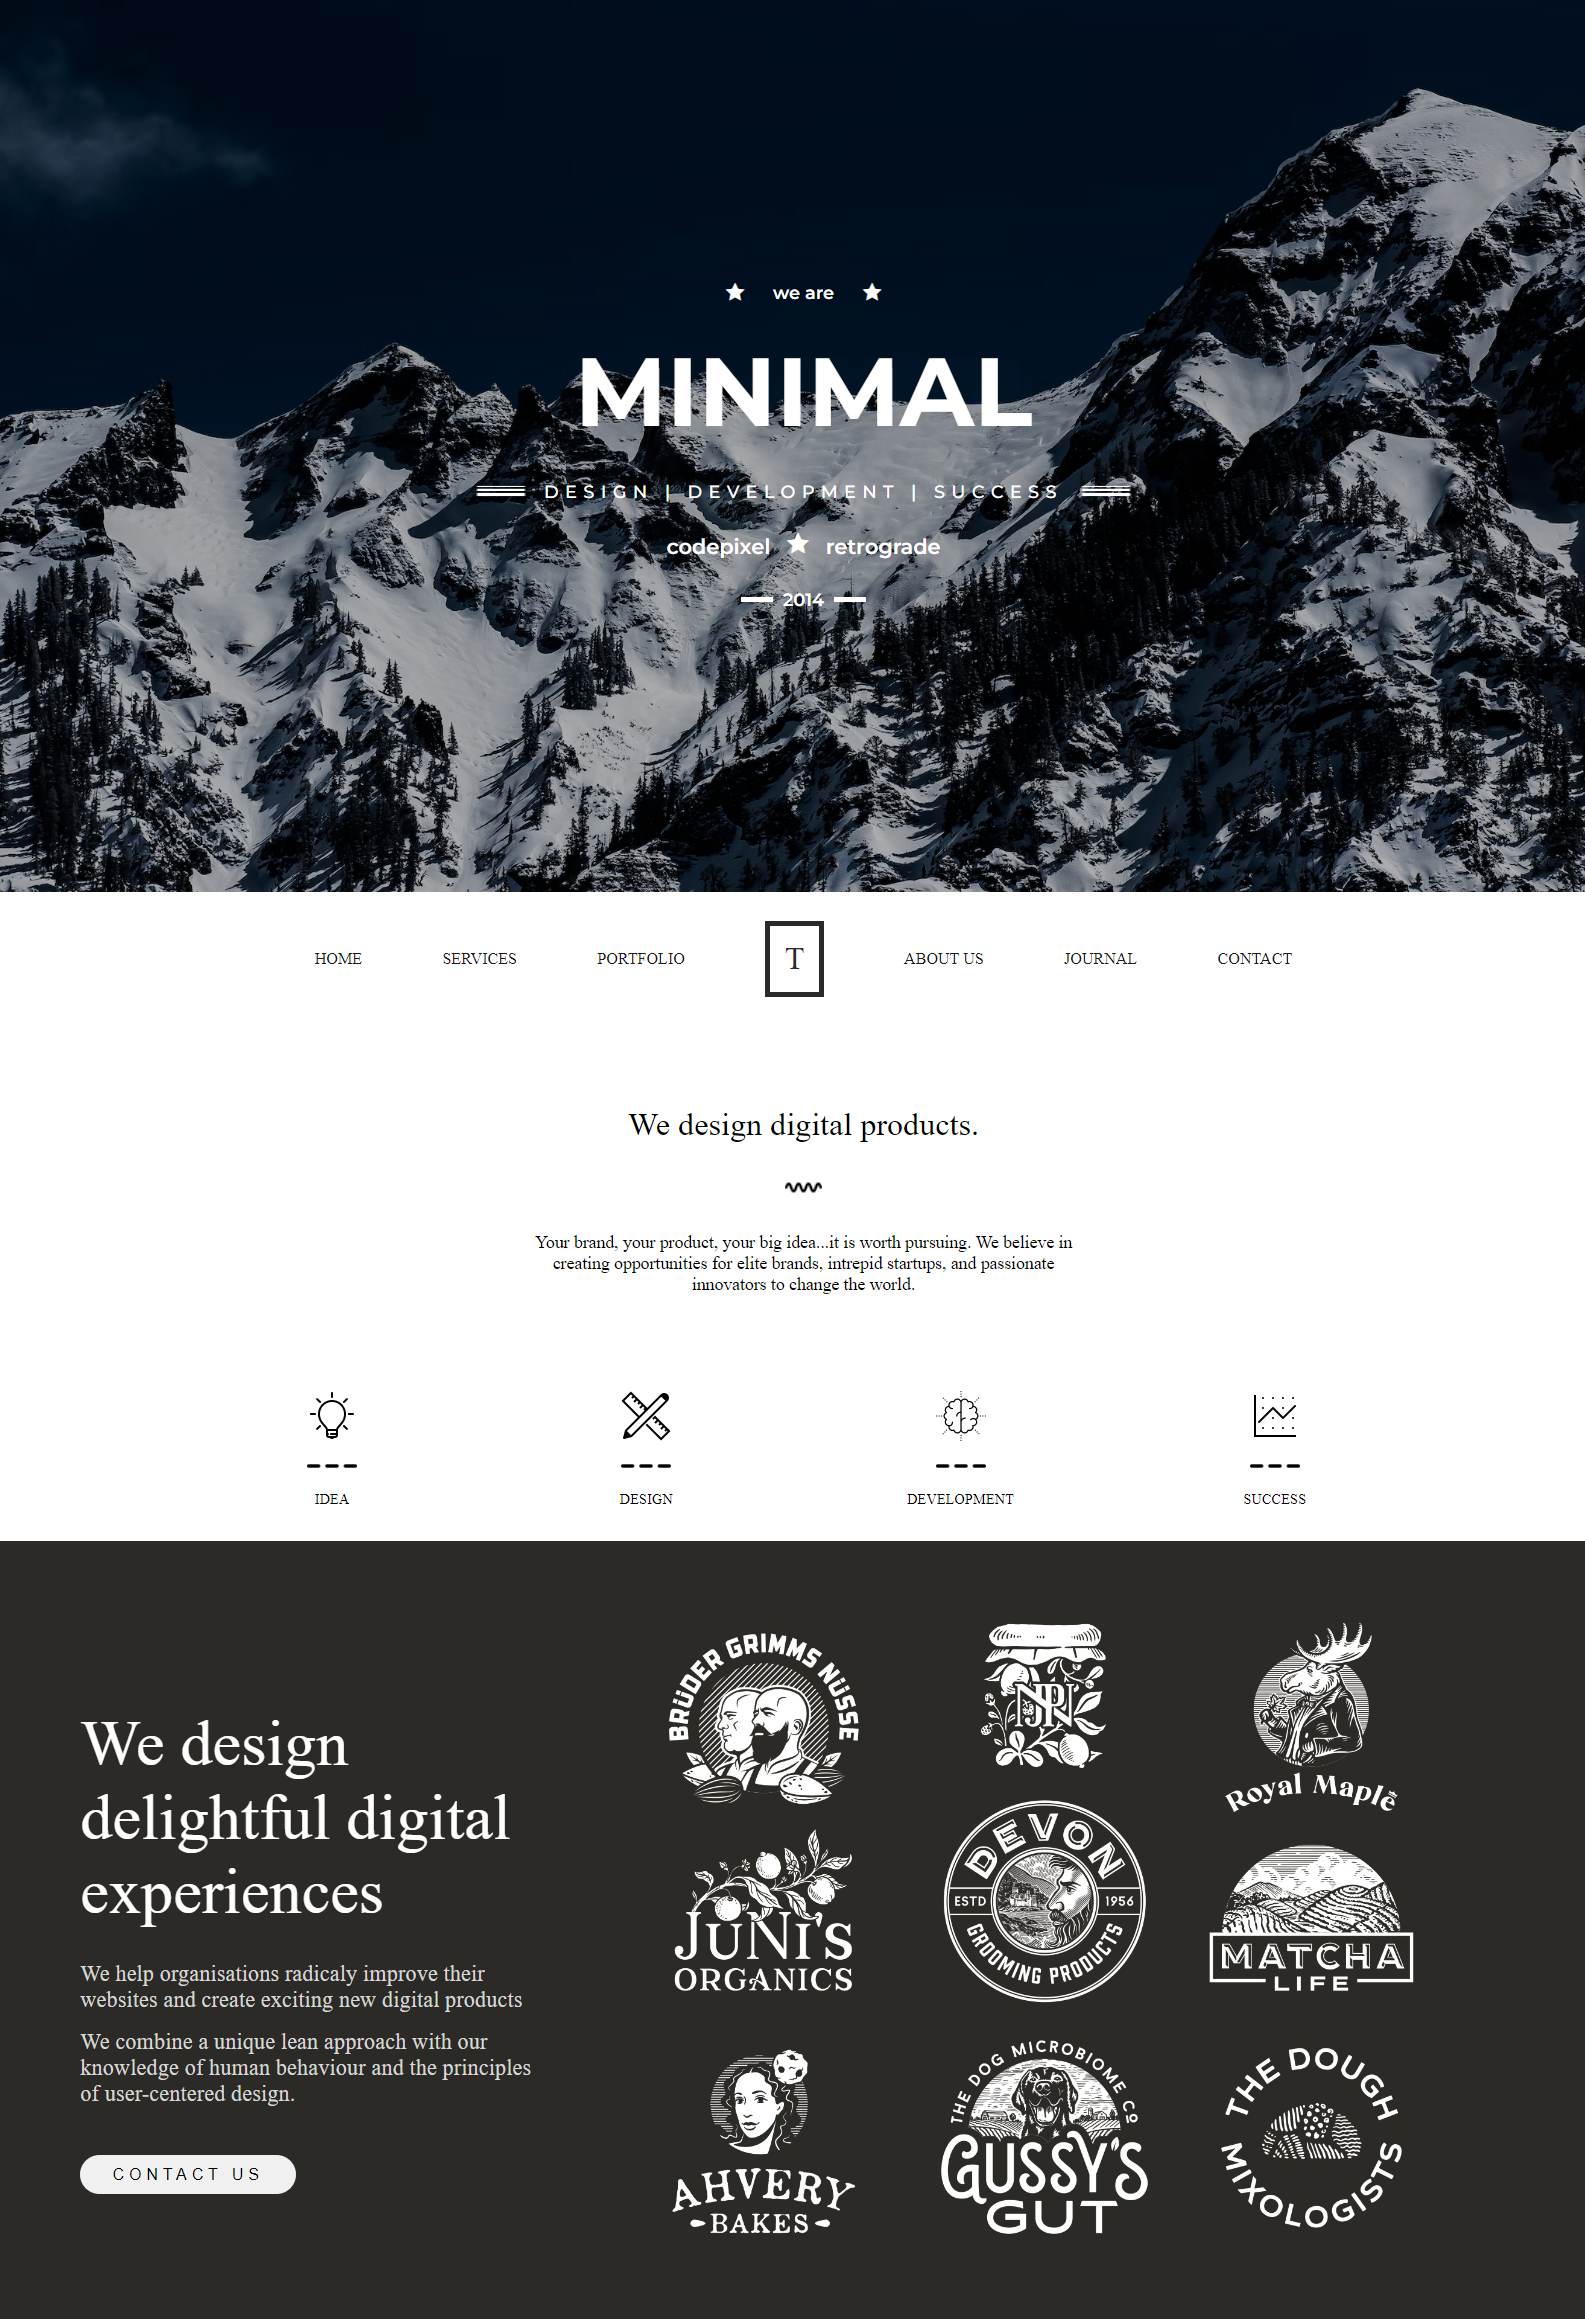 we are
MINIMAL
DESIGN | DEVELOPMENT | SUCCESS
codepixel retrograde
2014
HOME SERVICES PORTFOLIO T ABOUT US JOURNAL CONTACT
We design digital products.
Your brand, your product, your big idea...it is worth pursuing. We believe in
creating opportunities for elite brands, intrepid startups, and passionate
innovators to change the world.
IDEA DESIGN DEVELOPMENT SUCCESS
We design
delightful digital
experiences
We help organisations radicaly improve their
websites and create exciting new digital products
We combine a unique lean approach with our
knowledge of human behaviour and the principles
of user-centered design.
CONTACT US
BRÜDER GRIMMS NÜSSE
Royal Maple
JUNI'S
ORGANICS
DEVON
ESTD 1956
GROOMING PRODUCTS
MATCHA
LIFE
AHVERY
BAKES
THE DOG MICROBIOME CO
GUSSY'S
GUT
THE DOUGH
MIXOLOGISTS